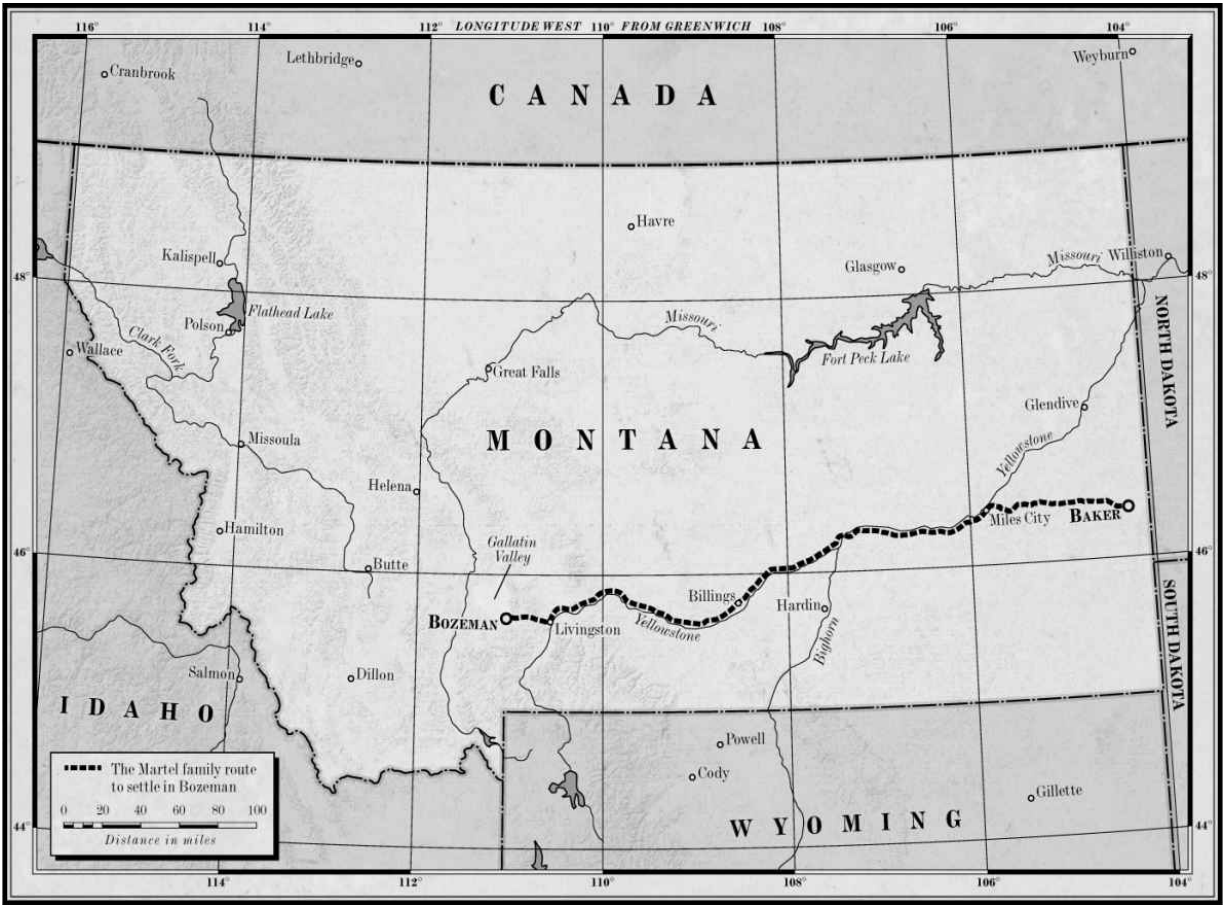 116° 114° 112° LONGITUDE WEST 110° FROM GREENWICH 108° 106° 104°
Weyburn
Lethbridge
Cranbrook
CANADA
Havre
Kalispell
Glasgow
Missouri
Williston
48°
48°
Flathead Lake
Polson
Missouri
Clark Fork
Wallace
Fort Peck Lake
NORTH DAKOTA
Great Falls
Glendive
MONTANA
Missoula
Yellowstone
Helena
Hamilton
Miles City
BAKER
Gallatin
Valley
46°
46°
Butte
Billings
Hardin
BOZEMAN
Livingston
Yellowstone
Bighorn
SOUTH DAKOTA
Salmon
Dillon
IDAHO
Powell
Cody
Gillette
WYOMING
The Martel family route
to settle in Bozeman
0 20 40 60 80 100
Distance in miles
44°
44°
114° 112° 110° 108° 106° 104°